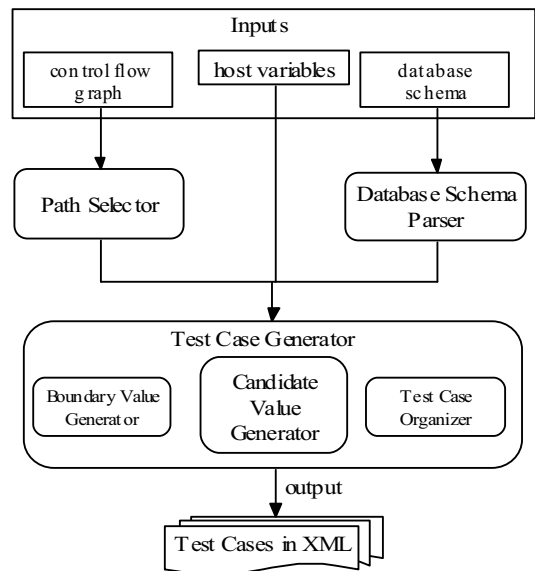 Inputs
control flow
graph
host variables
database
schema
Path Selector
Database Schema
Parser
Test Case Generator
Boundary Value
Generator
Candidate
Value
Generator
Test Case
Organizer
output
Test Cases in XML